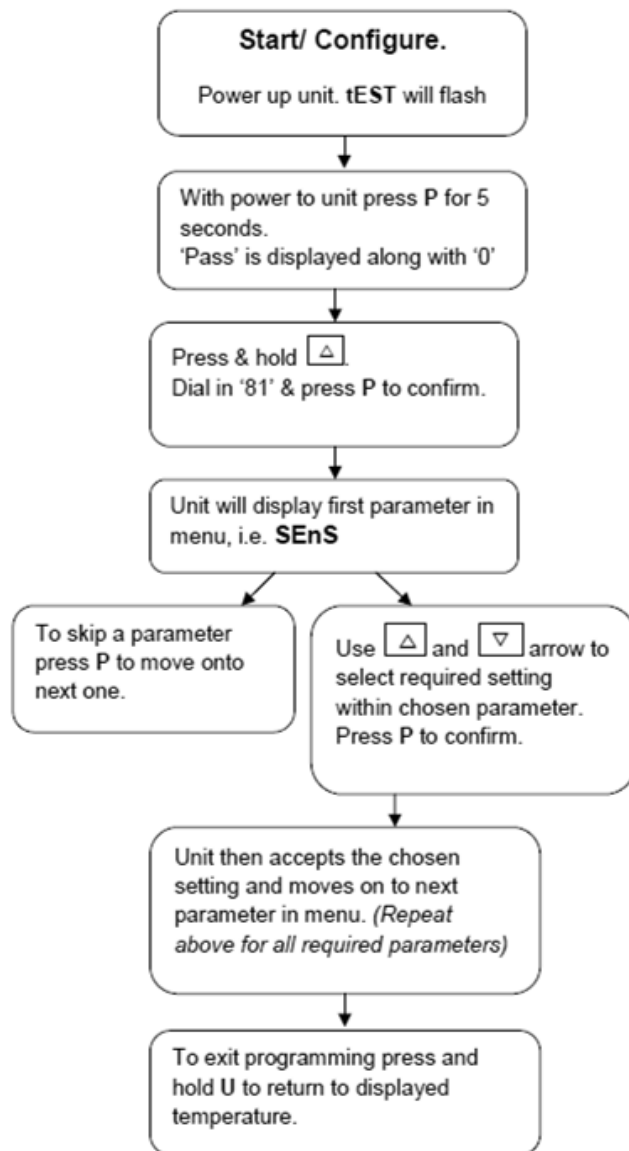 Start/ Configure.
Power up unit. tEST will flash
With power to unit press P for 5
seconds.
‘Pass’ is displayed along with ‘0’
Press & hold △.
Dial in ‘81’ & press P to confirm.
Unit will display first parameter in
menu, i.e. SEnS
To skip a parameter
press P to move onto
next one.
Use △ and ▽ arrow to
select required setting
within chosen parameter.
Press P to confirm.
Unit then accepts the chosen
setting and moves on to next
parameter in menu. (Repeat
above for all required parameters)
To exit programming press and
hold U to return to displayed
temperature.